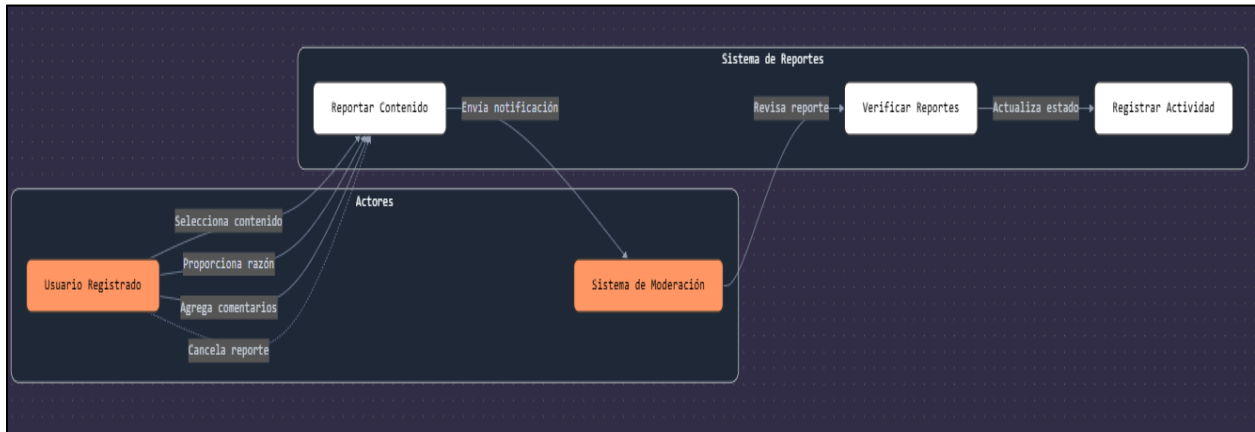 Sistema de Reportes
Reportar Contenido
Envía notificación
Revisa reporte
Verificar Reportes
Actualiza estado
Registrar Actividad
Actores
Selecciona contenido
Proporciona razón
Usuario Registrado
Sistema de Moderación
Agrega comentarios
Cancela reporte